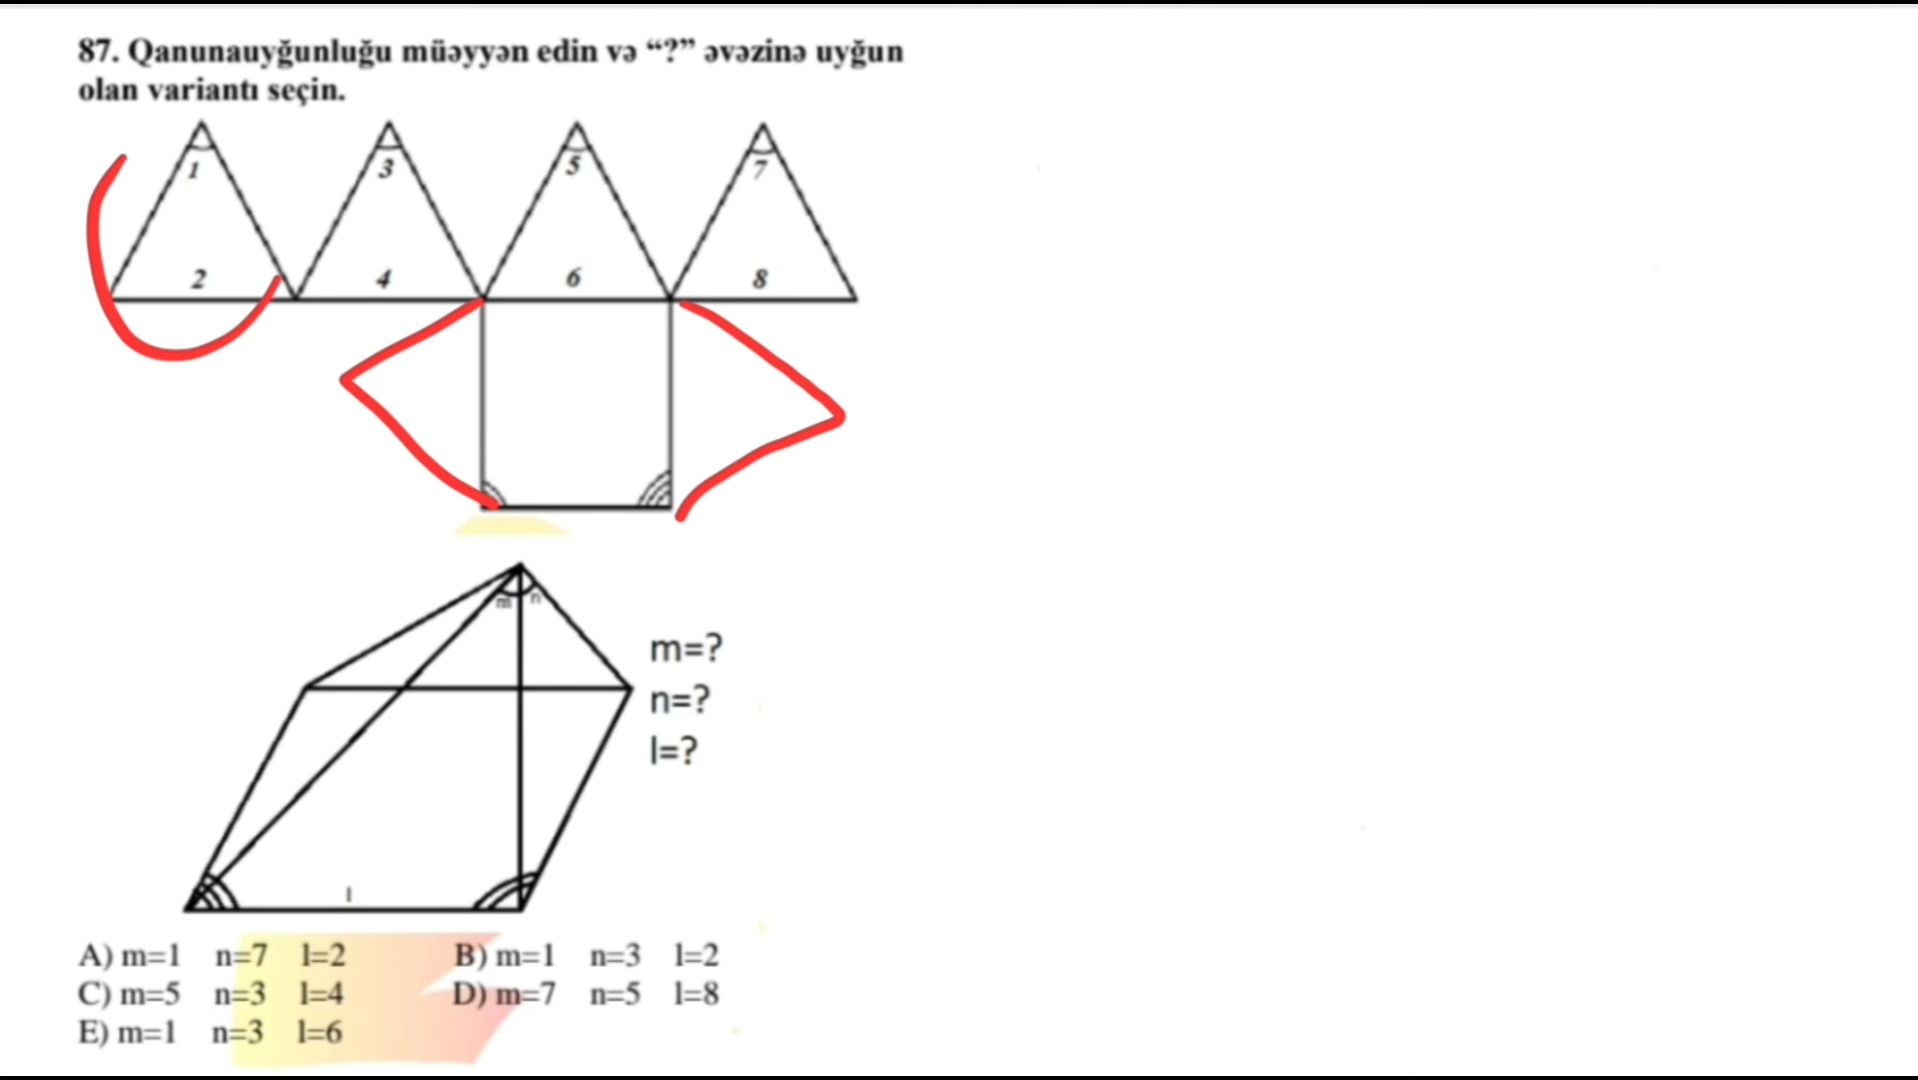 87. Qanunauyğunluğu müəyyən edin və “?” əvəzinə uyğun
olan variantı seçin.
1 3 5 7
2 4 6 8
m n
m=?
n=?
l=?
l
A) m=1 n=7 l=2 B) m=1 n=3 l=2
C) m=5 n=3 l=4 D) m=7 n=5 l=8
E) m=1 n=3 l=6